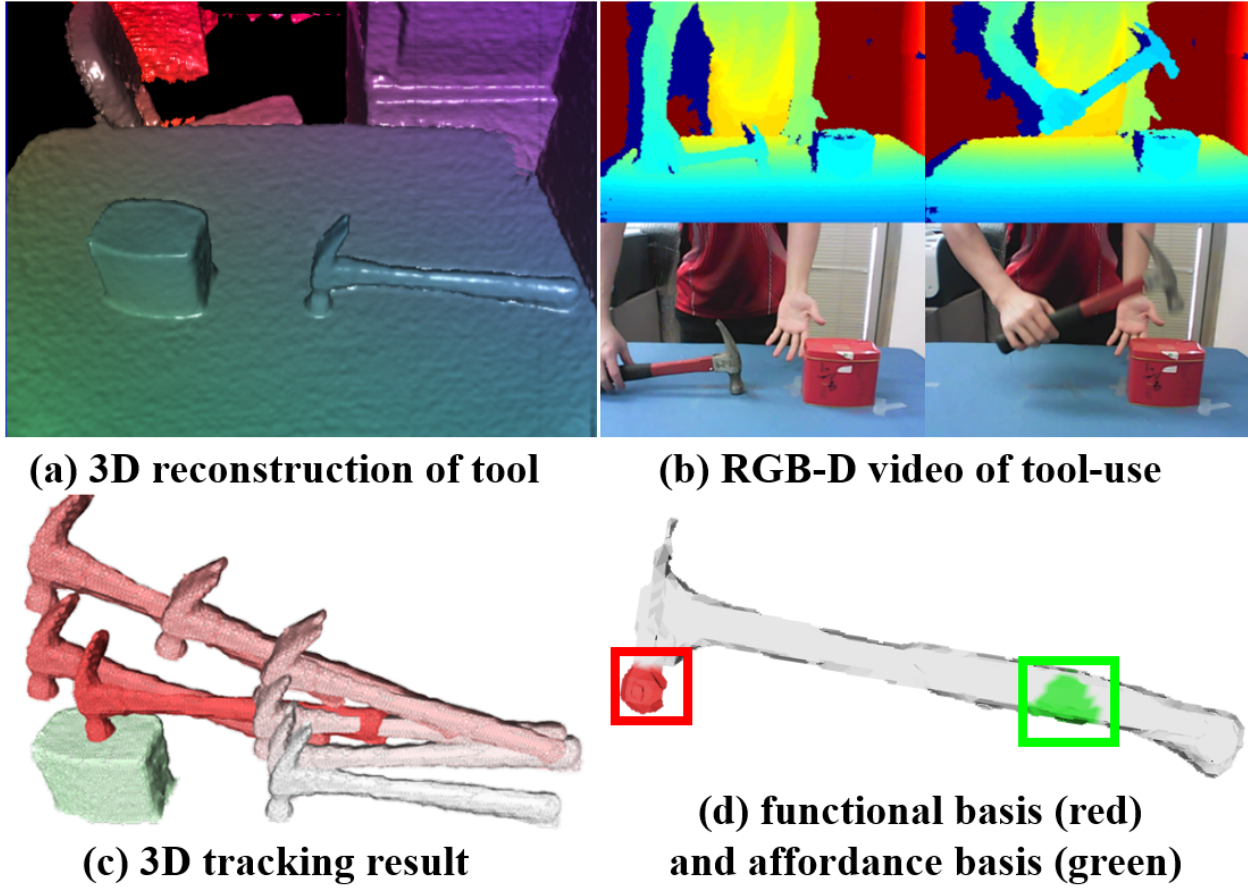 (a) 3D reconstruction of tool
(b) RGB-D video of tool-use
(c) 3D tracking result
(d) functional basis (red)
and affordance basis (green)